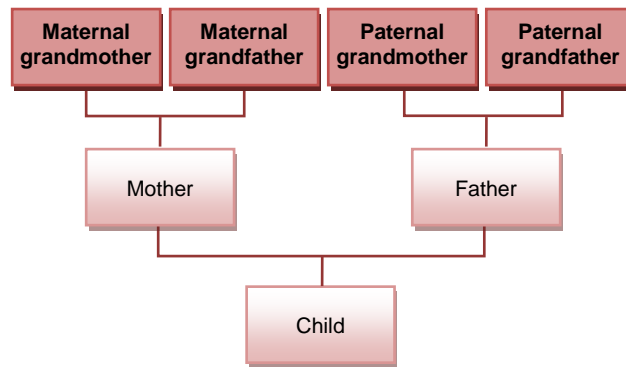 Maternal
grandmother
Maternal
grandfather
Paternal
grandmother
Paternal
grandfather
Mother
Father
Child